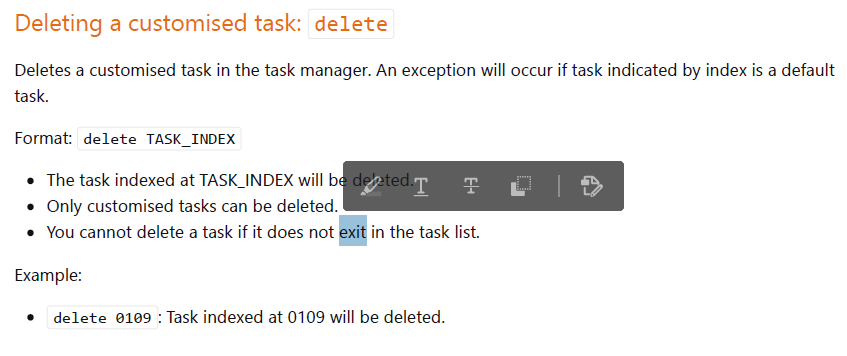 Deleting a customised task: delete
Deletes a customised task in the task manager. An exception will occur if task indicated by index is a default
task.
Format: delete TASK_INDEX
The task indexed at TASK_INDEX will be deleted.
Only customised tasks can be deleted.
You cannot delete a task if it does not exit in the task list.
Example:
delete 0109: Task indexed at 0109 will be deleted.